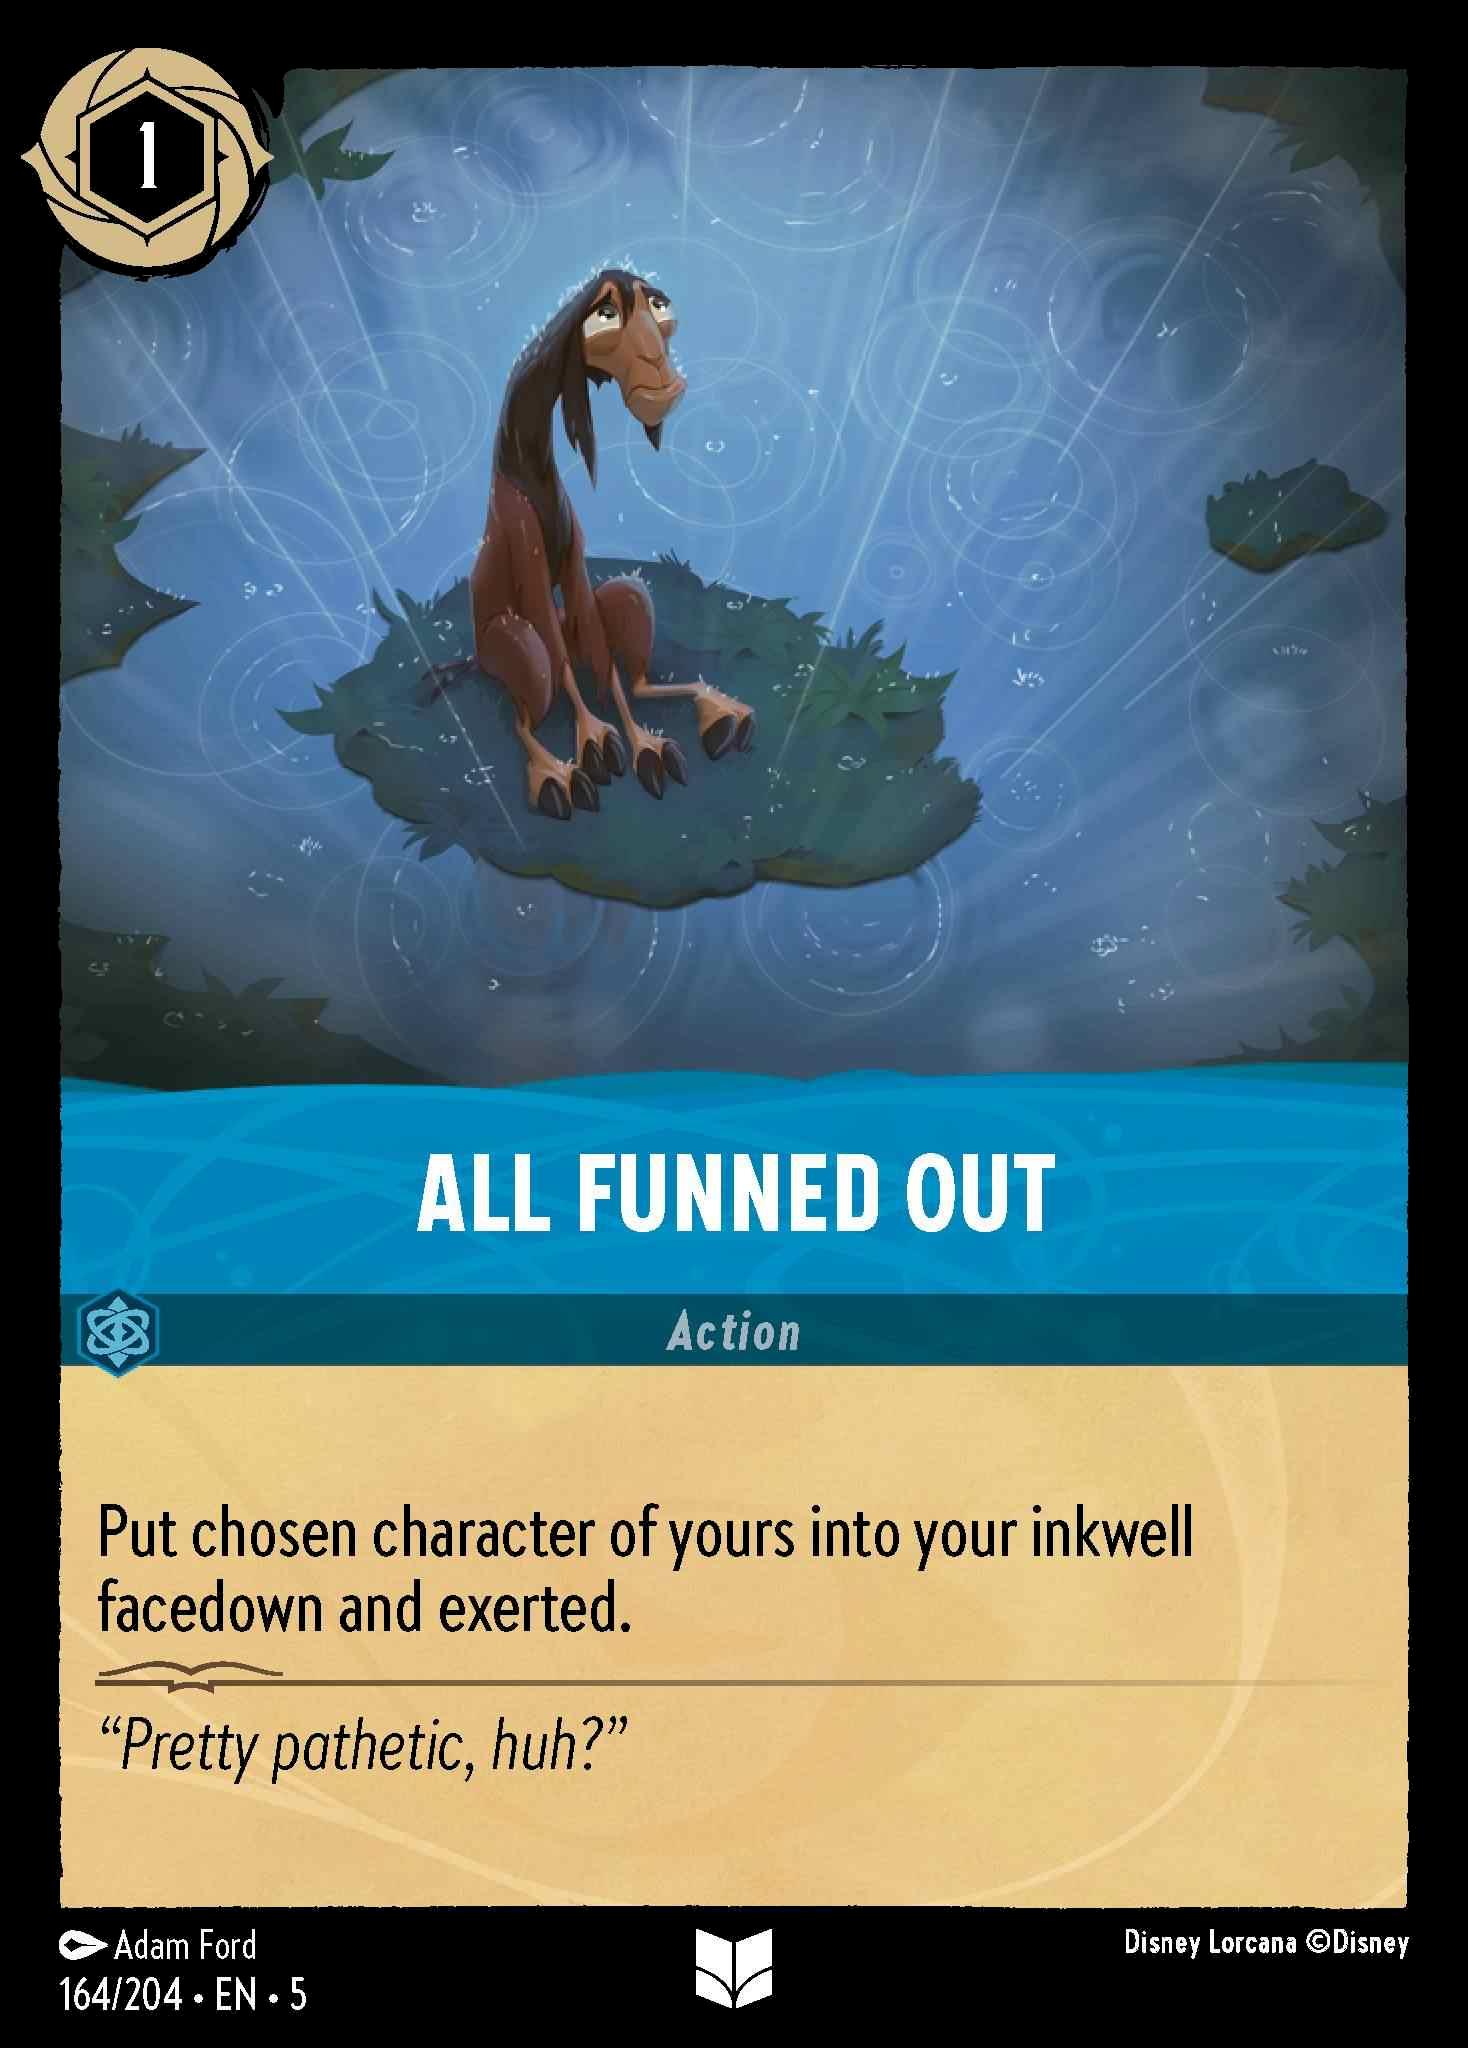 1
ALL FUNNED OUT
Action
Put chosen character of yours into your inkwell
facedown and exerted.
“Pretty pathetic, huh?”
Adam Ford
Disney Lorcana ©Disney
164/204 • EN • 5